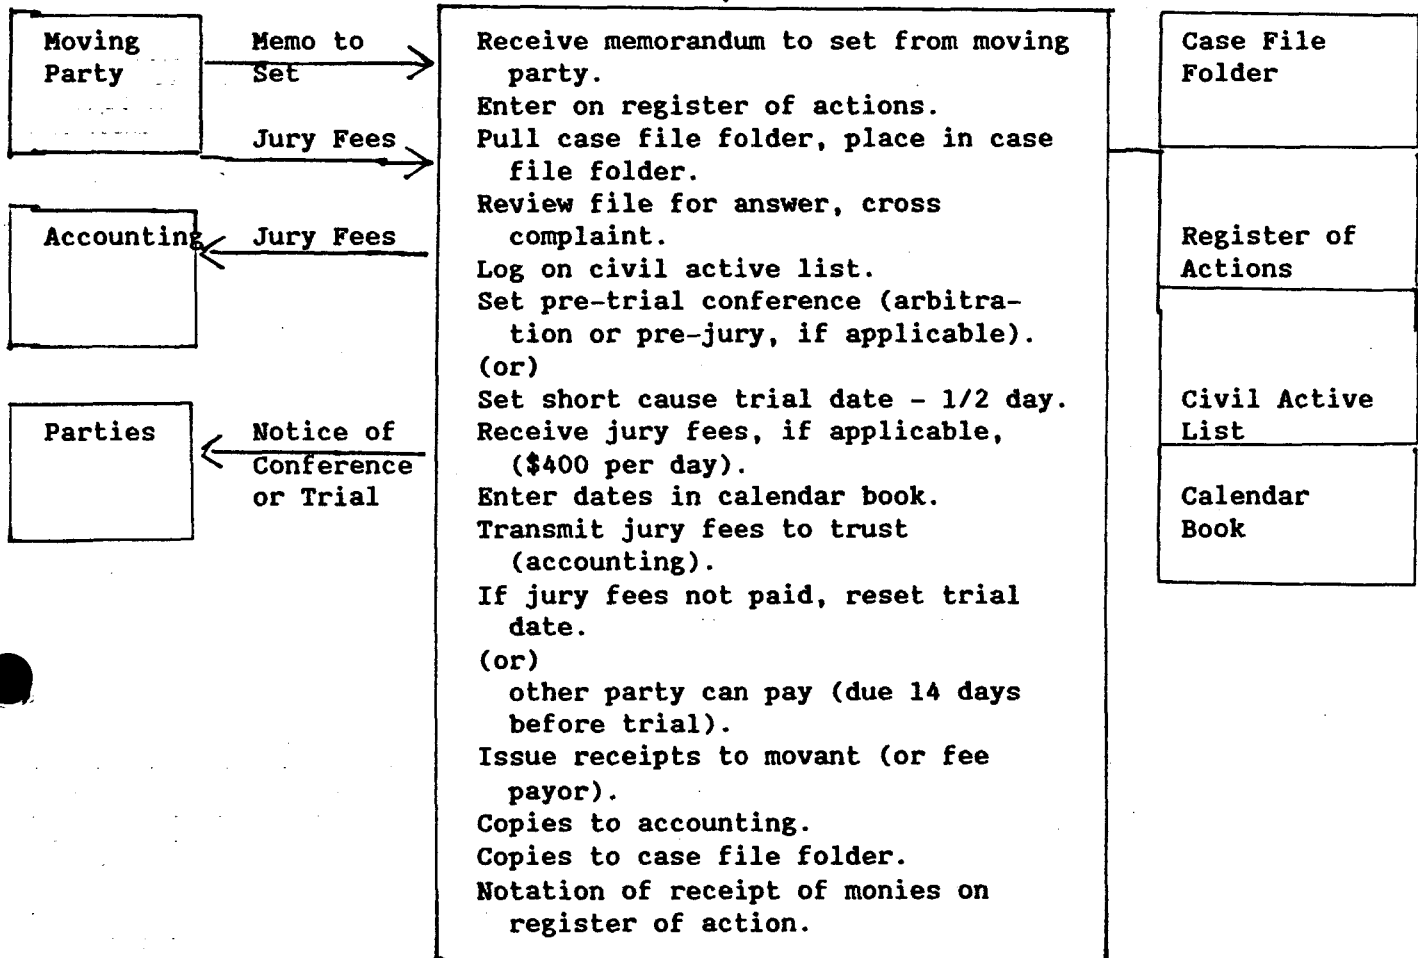 Moving
Party
Memo to
Set
Jury Fees
Accounting
Jury Fees
Parties
Notice of
Conference
or Trial
Receive memorandum to set from moving
party.
Enter on register of actions.
Pull case file folder, place in case
file folder.
Review file for answer, cross
complaint.
Log on civil active list.
Set pre-trial conference (arbitra-
tion or pre-jury, if applicable).
(or)
Set short cause trial date - 1/2 day.
Receive jury fees, if applicable,
($400 per day).
Enter dates in calendar book.
Transmit jury fees to trust
(accounting).
If jury fees not paid, reset trial
date.
(or)
other party can pay (due 14 days
before trial).
Issue receipts to movant (or fee
payor).
Copies to accounting.
Copies to case file folder.
Notation of receipt of monies on
register of action.
Case File
Folder
Register of
Actions
Civil Active
List
Calendar
Book